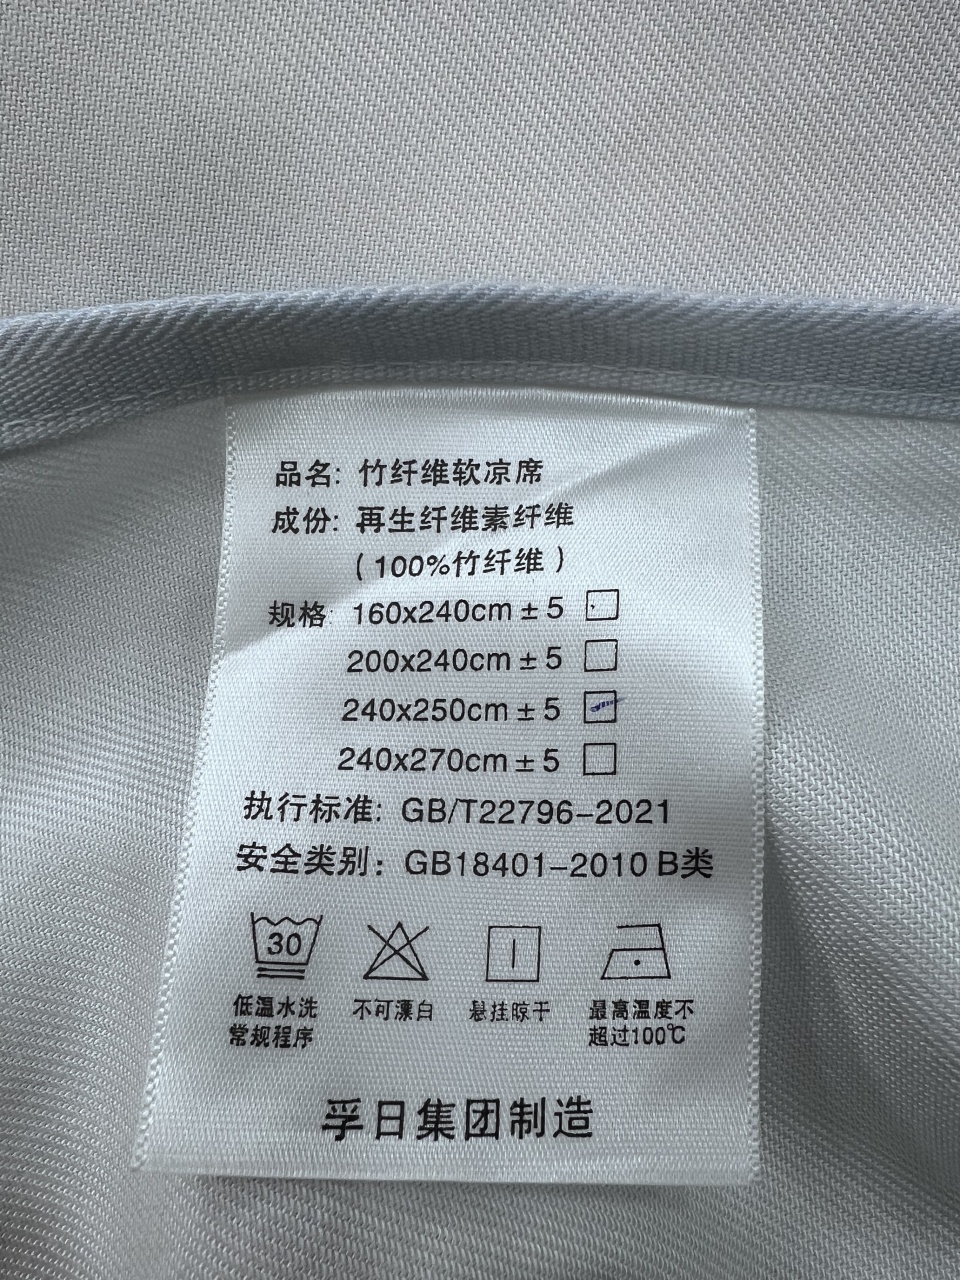 品名: 竹纤维软凉席
成份: 再生纤维素纤维
(100%竹纤维)
规格: 160x240cm±5
200x240cm±5
240x250cm±5
240x270cm±5
执行标准: GB/T22796-2021
安全类别: GB18401-2010 B类
30
低温水洗
常规程序
不可漂白
悬挂晾干
最高温度不
超过100℃
孚日集团制造